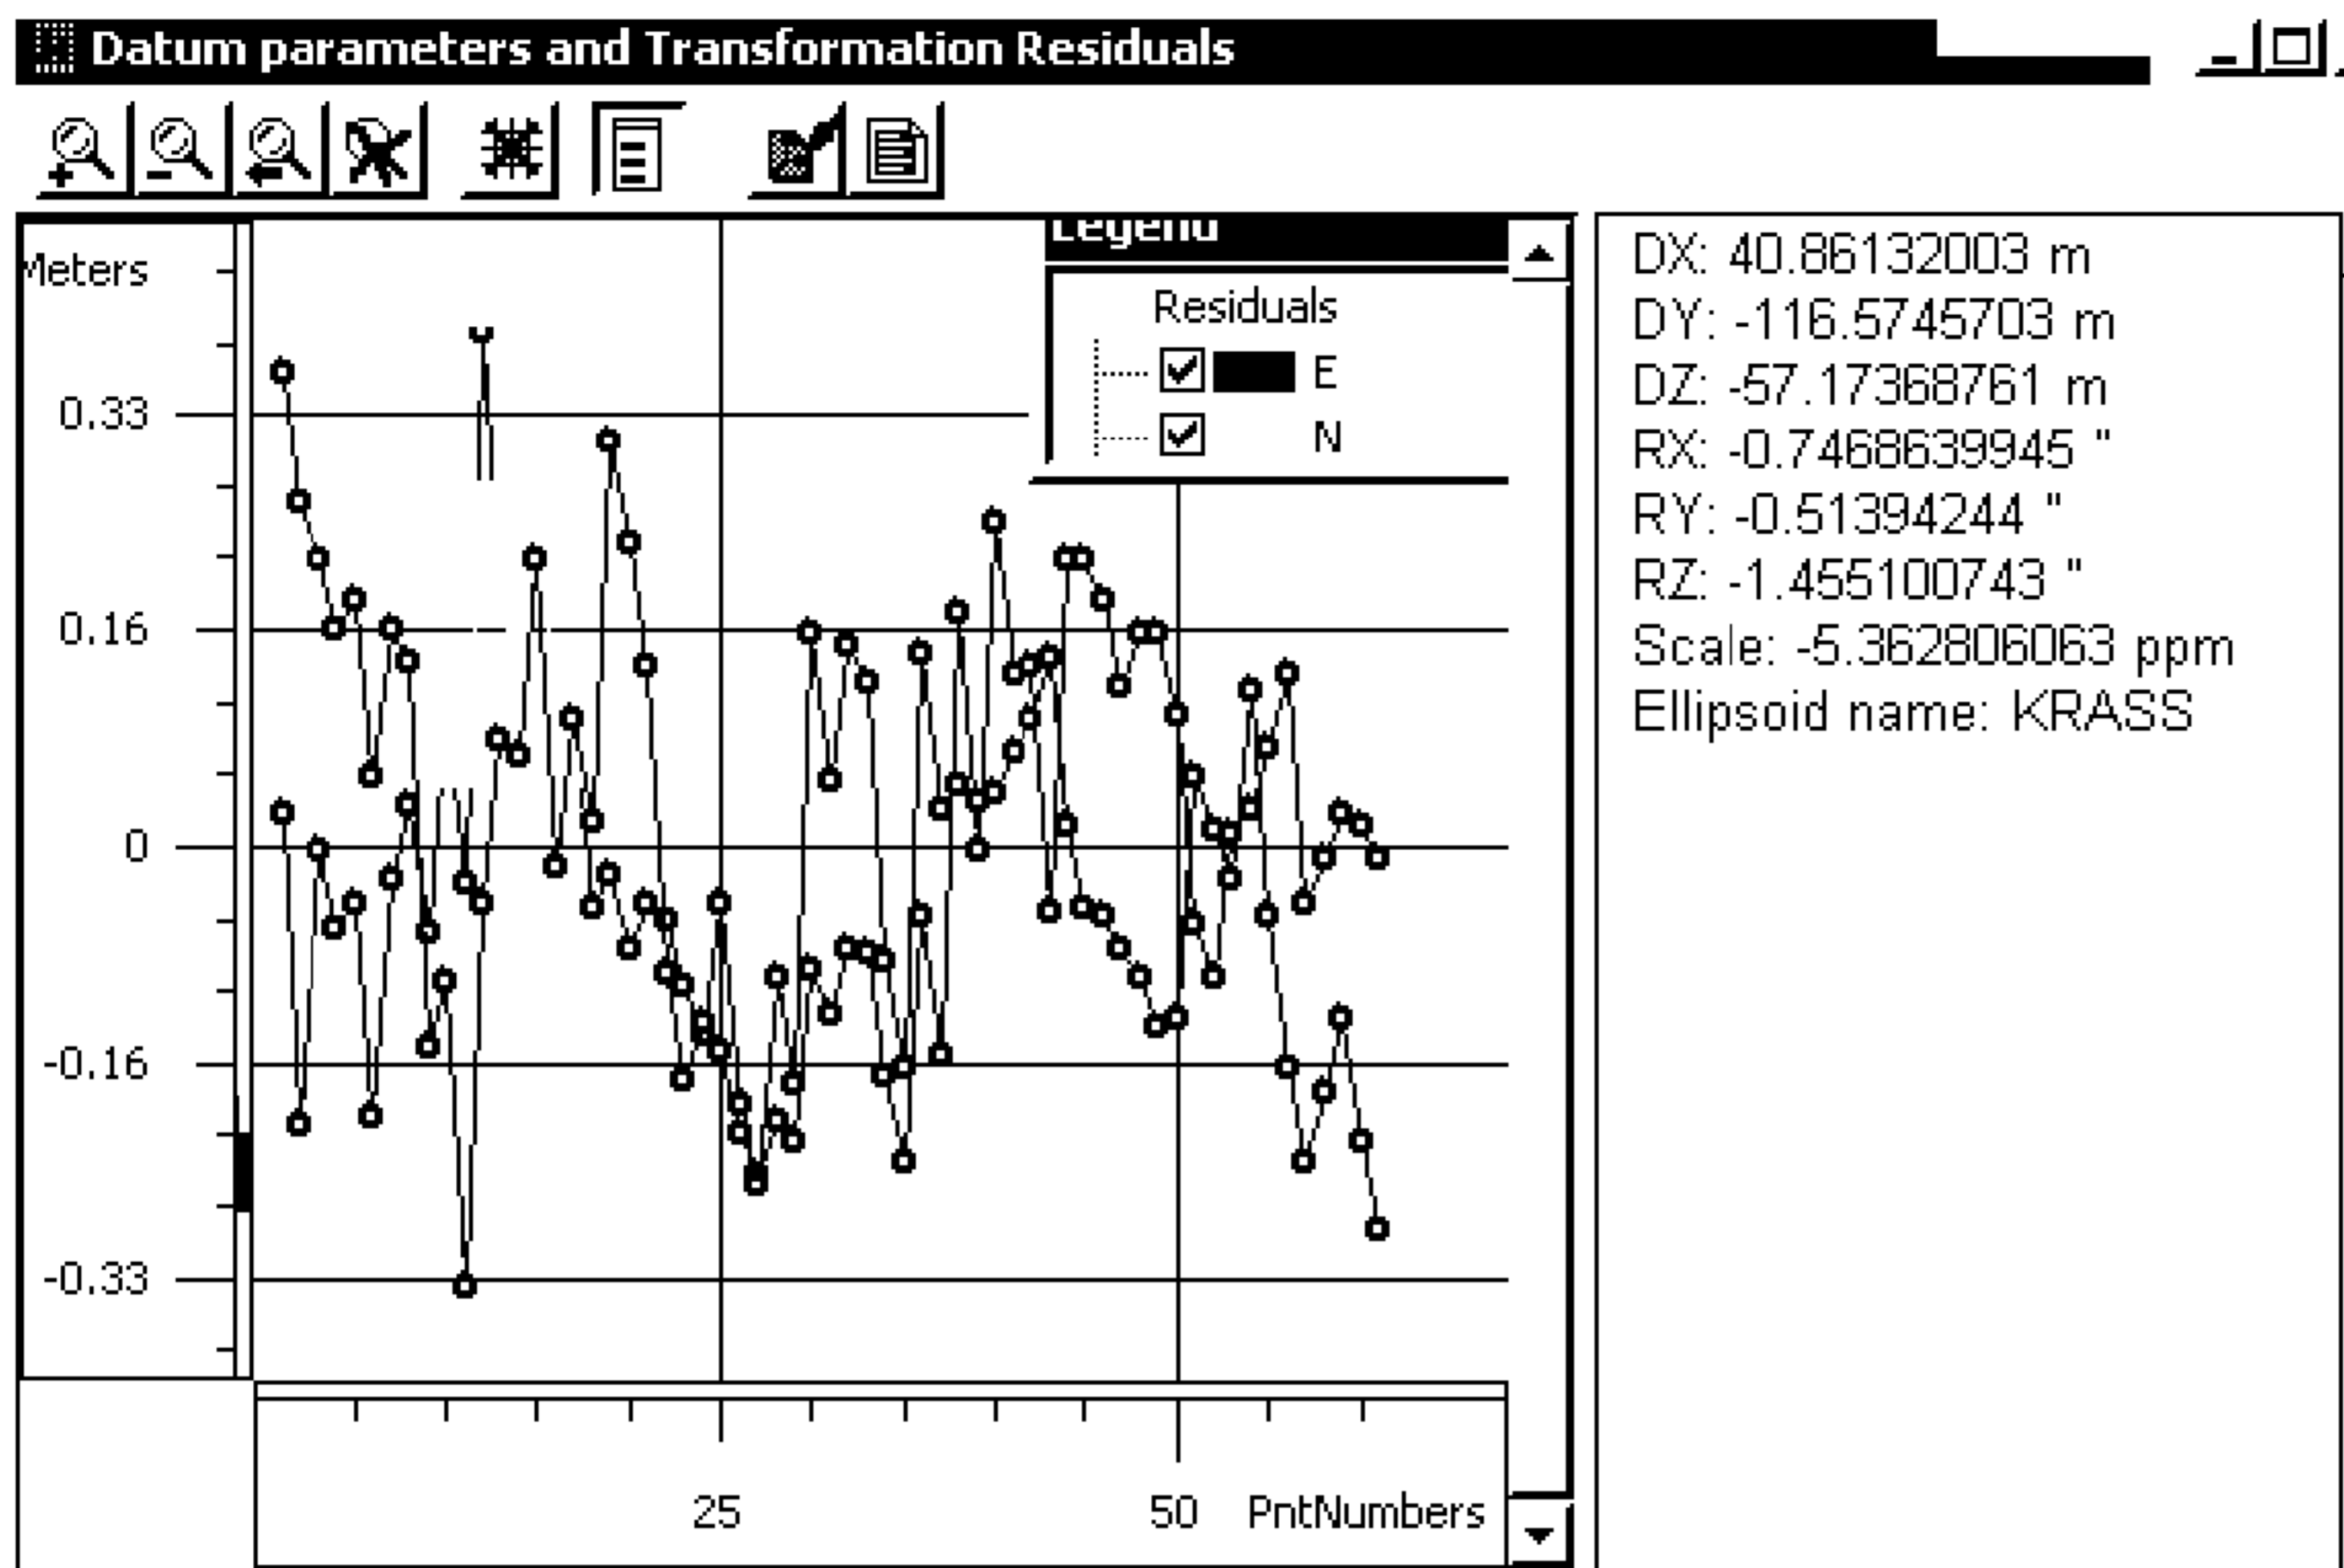 Datum parameters and Transformation Residuals
Meters
0.33
0.16
0
-0.16
-0.33
25
50
PntNumbers
Legend
Residuals
E
N
DX: 40.86132003 m
DY: -116.5745703 m
DZ: -57.17368761 m
RX: -0.7468639945 "
RY: -0.51394244 "
RZ: -1.455100743 "
Scale: -5.362806063 ppm
Ellipsoid name: KRASS